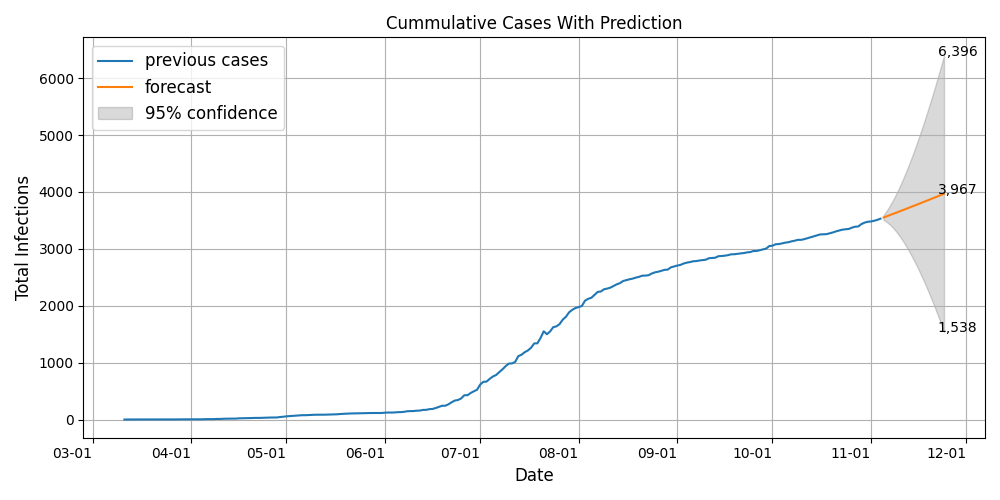 Cummulative Cases With Prediction
previous cases
forecast
95% confidence
6,396
3,967
1,538
6000
5000
4000
3000
2000
1000
0
Total Infections
03-01 04-01 05-01 06-01 07-01 08-01 09-01 10-01 11-01 12-01
Date